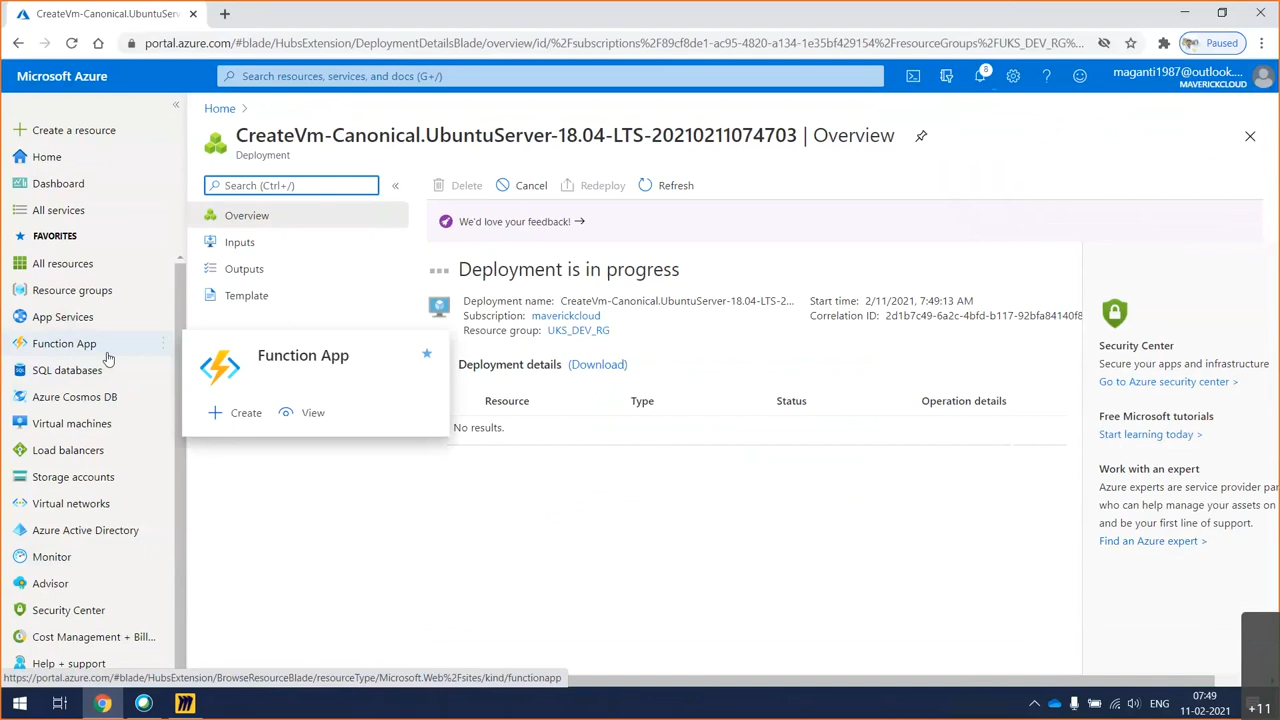 CreateVm-Canonical.UbuntuServ
portal.azure.com/#blade/HubsExtension/DeploymentDetailsBlade/overview/id/%2Fsubscriptions%2F89cf8de1-ac95-4820-a134-1e35bf429154%2FresourceGroups%2FUKS_DEV_RG%...
Paused
Microsoft Azure
Search resources, services, and docs (G+/)
8
maganti1987@outlook....
MAVERICKCLOUD
Create a resource
Home
Dashboard
All services
FAVORITES
All resources
Resource groups
App Services
Function App
SQL databases
Azure Cosmos DB
Virtual machines
Load balancers
Storage accounts
Virtual networks
Azure Active Directory
Monitor
Advisor
Security Center
Cost Management + Bill...
Help + support
Home >
CreateVm-Canonical.UbuntuServer-18.04-LTS-20210211074703 | Overview
Deployment
Search (Ctrl+/)
Overview
Inputs
Outputs
Template
Function App
Create View
Delete Cancel Redeploy Refresh
We'd love your feedback! →
Deployment is in progress
Deployment name: CreateVm-Canonical.UbuntuServer-18.04-LTS-2... Start time: 2/11/2021, 7:49:13 AM
Subscription: maverickcloud Correlation ID: 2d1b7c49-6a2c-4bfd-b117-92bfa84140f8
Resource group: UKS_DEV_RG
Deployment details (Download)
Resource Type Status Operation details
No results.
Security Center
Secure your apps and infrastructure
Go to Azure security center >
Free Microsoft tutorials
Start learning today >
Work with an expert
Azure experts are service provider par
who can help manage your assets on
and be your first line of support.
Find an Azure expert >
https://portal.azure.com/#blade/HubsExtension/BrowseResourceBlade/resourceType/Microsoft.Web%2Fsites/kind/functionapp
ENG
07:49
11-02-2021
+11